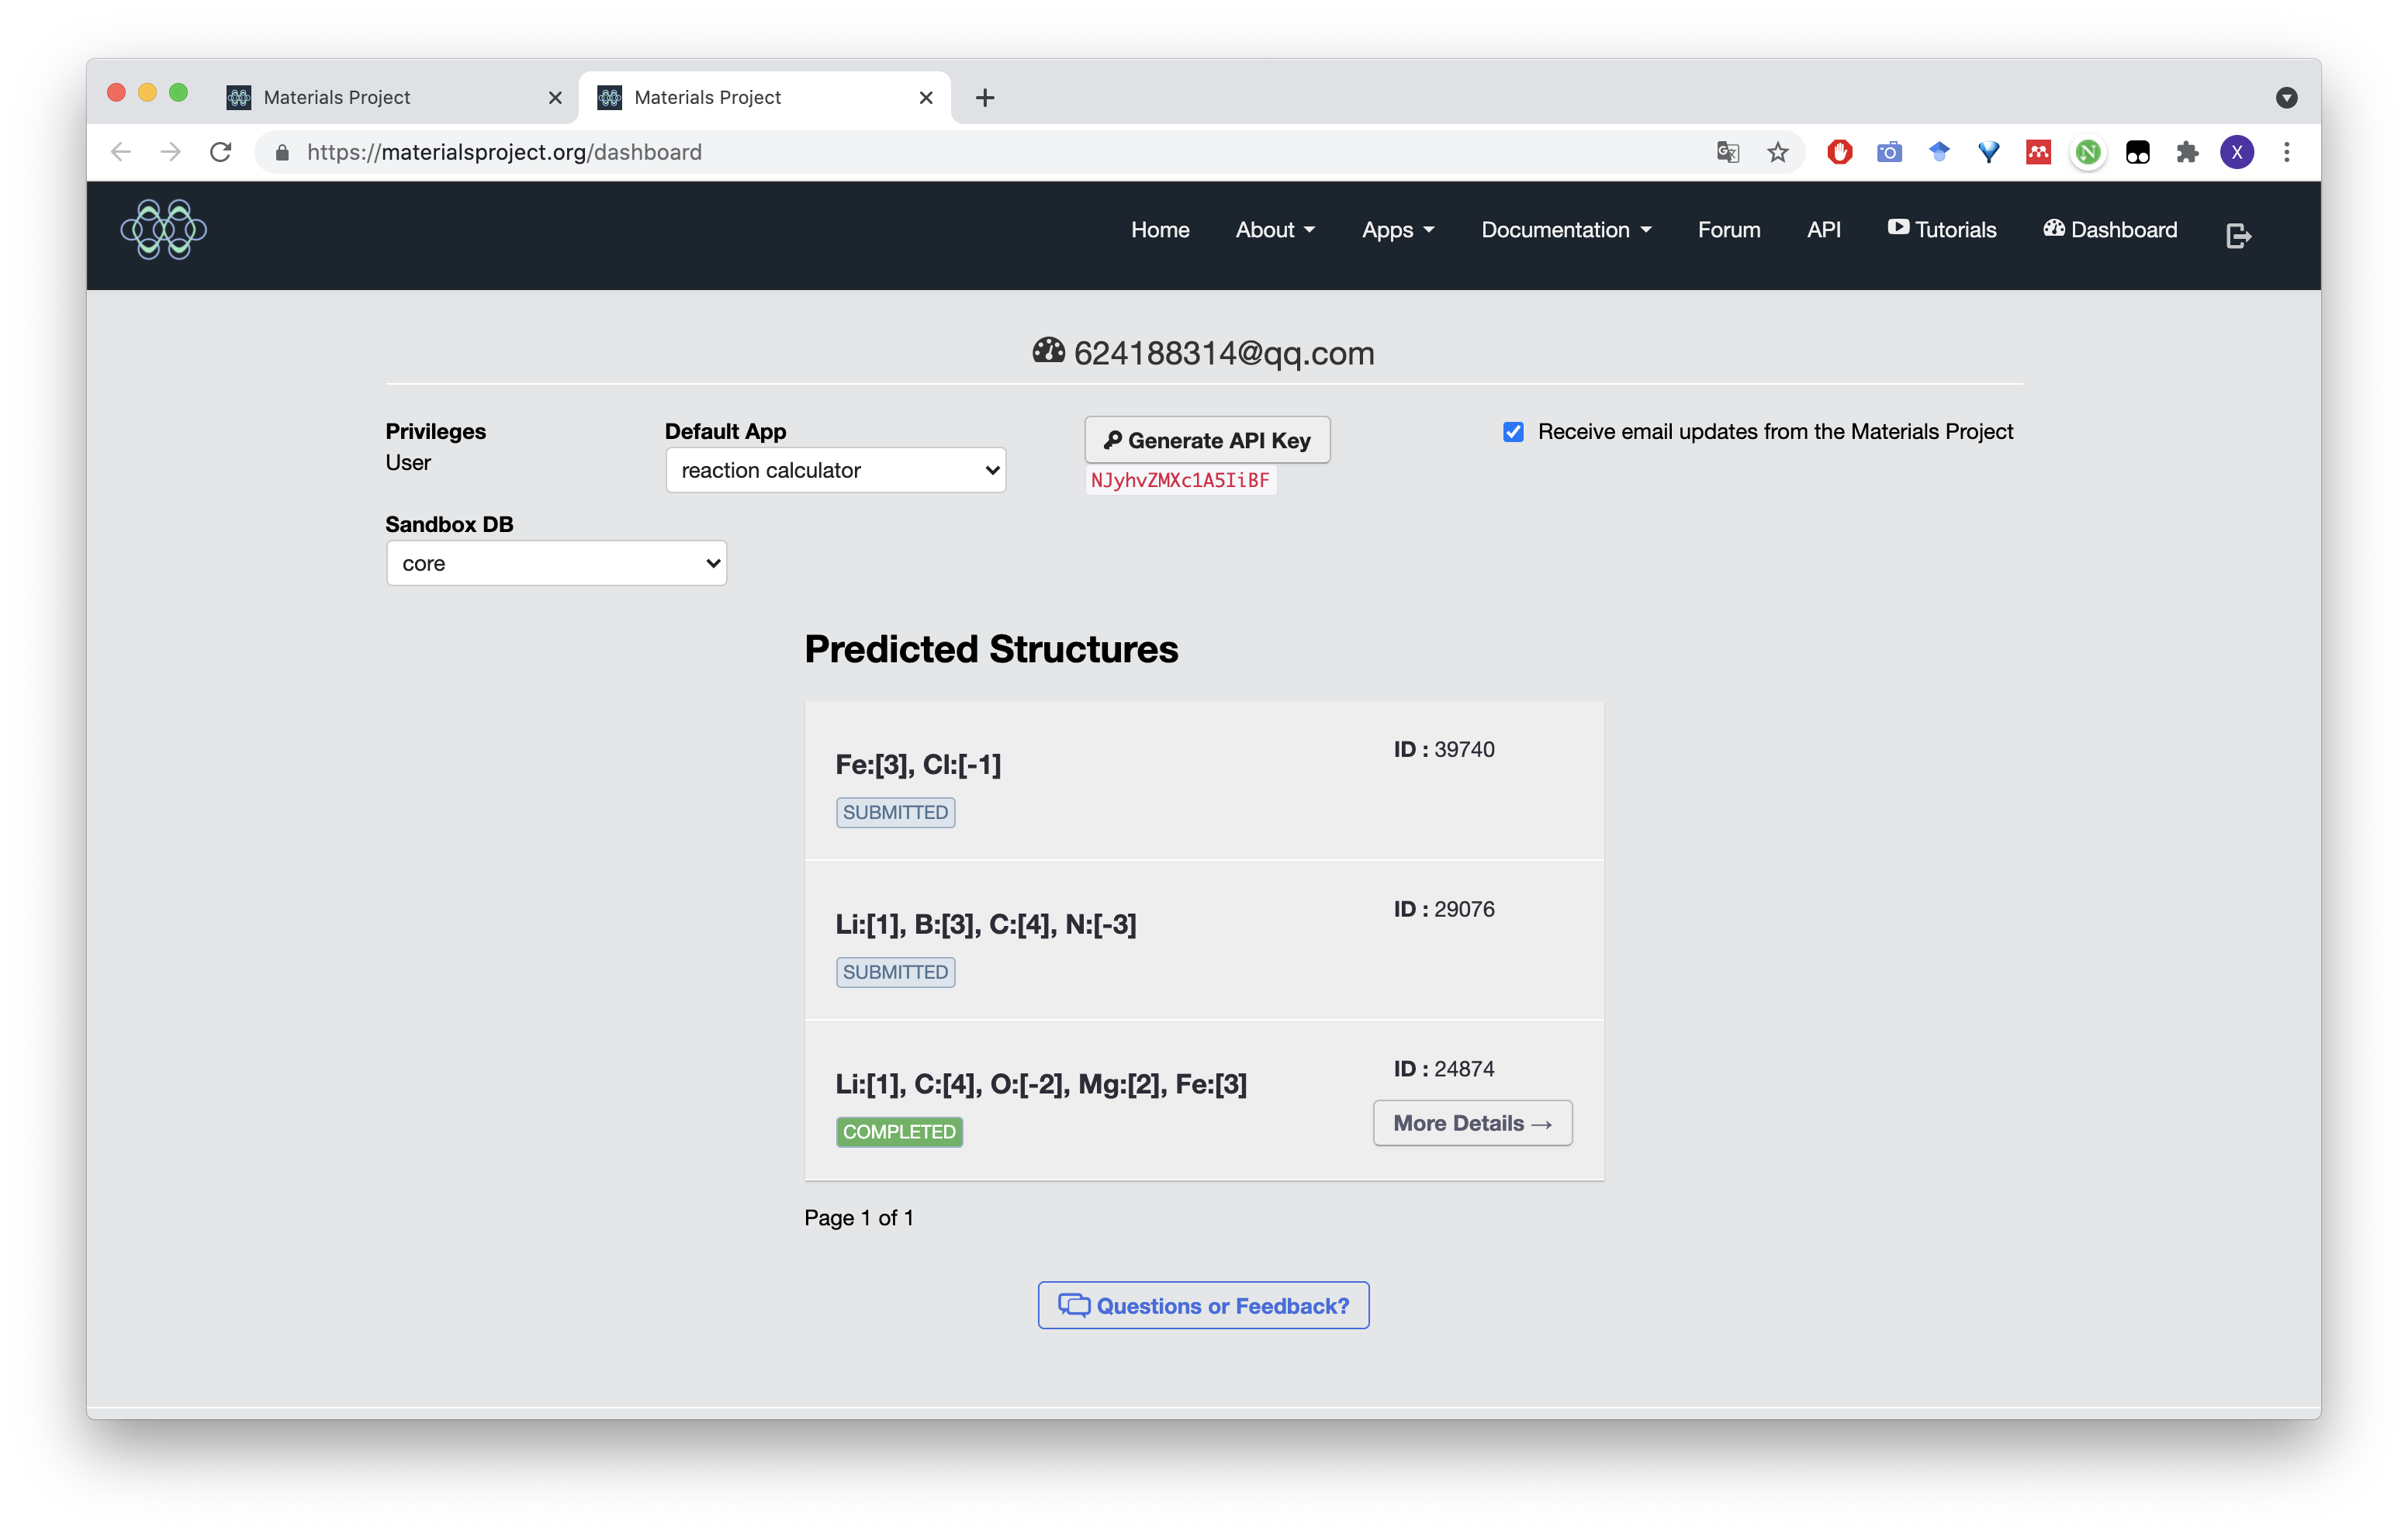 Materials Project
Materials Project
https://materialsproject.org/dashboard
X
Home About Apps Documentation Forum API Tutorials Dashboard
624188314@qq.com
Privileges
User
Default App
reaction calculator
Generate API Key
NJyhvZMXc1A5IiBF
Receive email updates from the Materials Project
Sandbox DB
core
Predicted Structures
Fe:[3], Cl:[-1]
ID : 39740
SUBMITTED
Li:[1], B:[3], C:[4], N:[-3]
ID : 29076
SUBMITTED
Li:[1], C:[4], O:[-2], Mg:[2], Fe:[3]
ID : 24874
COMPLETED
More Details →
Page 1 of 1
Questions or Feedback?